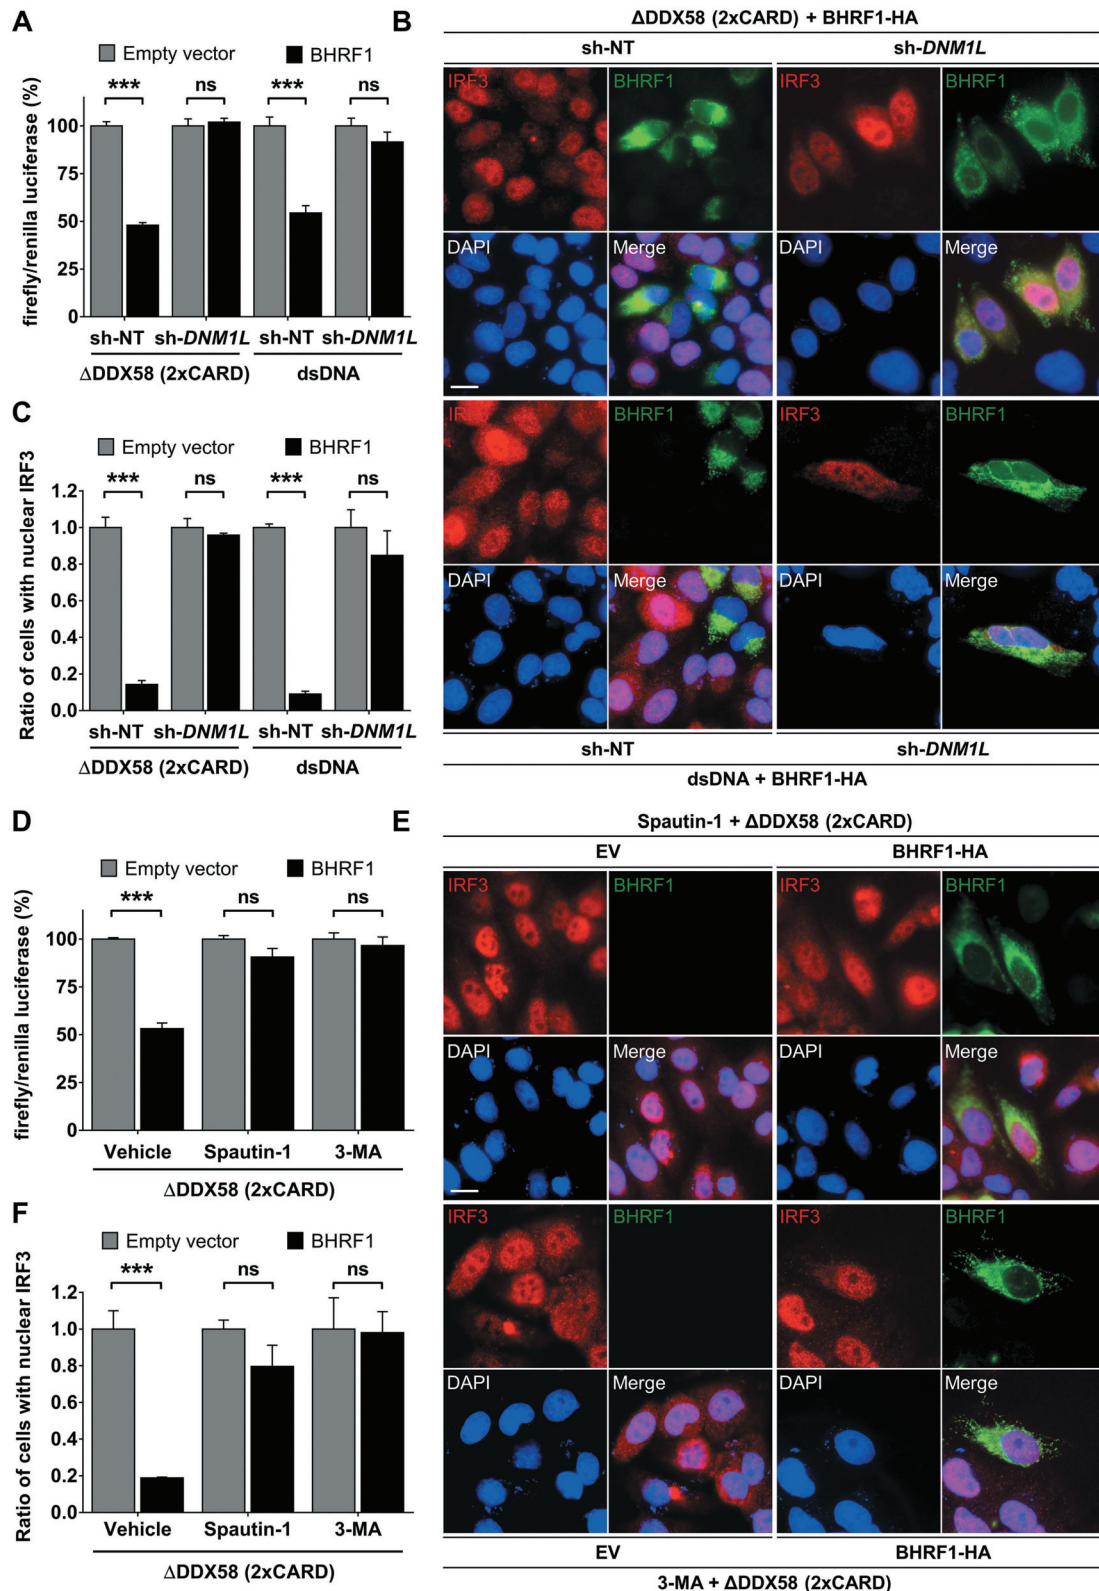 A
Empty vector
BHRF1
***
ns
***
ns
firefly/renilla luciferase (%)
100
75
50
25
0
sh-NT sh-DNM1L sh-NT sh-DNM1L
ΔDDX58 (2xCARD)
dsDNA
B
ΔDDX58 (2xCARD) + BHRF1-HA
sh-NT
sh-DNM1L
IRF3
BHRF1
IRF3
BHRF1
DAPI
Merge
DAPI
Merge
IRF3
BHRF1
IRF3
BHRF1
DAPI
Merge
DAPI
Merge
sh-NT
sh-DNM1L
dsDNA + BHRF1-HA
C
Empty vector
BHRF1
***
ns
***
ns
Ratio of cells with nuclear IRF3
1.2
1.0
0.8
0.6
0.4
0.2
0.0
sh-NT sh-DNM1L sh-NT sh-DNM1L
ΔDDX58 (2xCARD)
dsDNA
D
Empty vector
BHRF1
***
ns
ns
firefly/renilla luciferase (%)
100
75
50
25
0
Vehicle
Spautin-1
3-MA
ΔDDX58 (2xCARD)
E
Spautin-1 + ΔDDX58 (2xCARD)
EV
BHRF1-HA
IRF3
BHRF1
IRF3
BHRF1
DAPI
Merge
DAPI
Merge
IRF3
BHRF1
IRF3
BHRF1
DAPI
Merge
DAPI
Merge
EV
BHRF1-HA
3-MA + ΔDDX58 (2xCARD)
F
Empty vector
BHRF1
***
ns
ns
Ratio of cells with nuclear IRF3
1.2
1.0
0.8
0.6
0.4
0.2
0.0
Vehicle
Spautin-1
3-MA
ΔDDX58 (2xCARD)